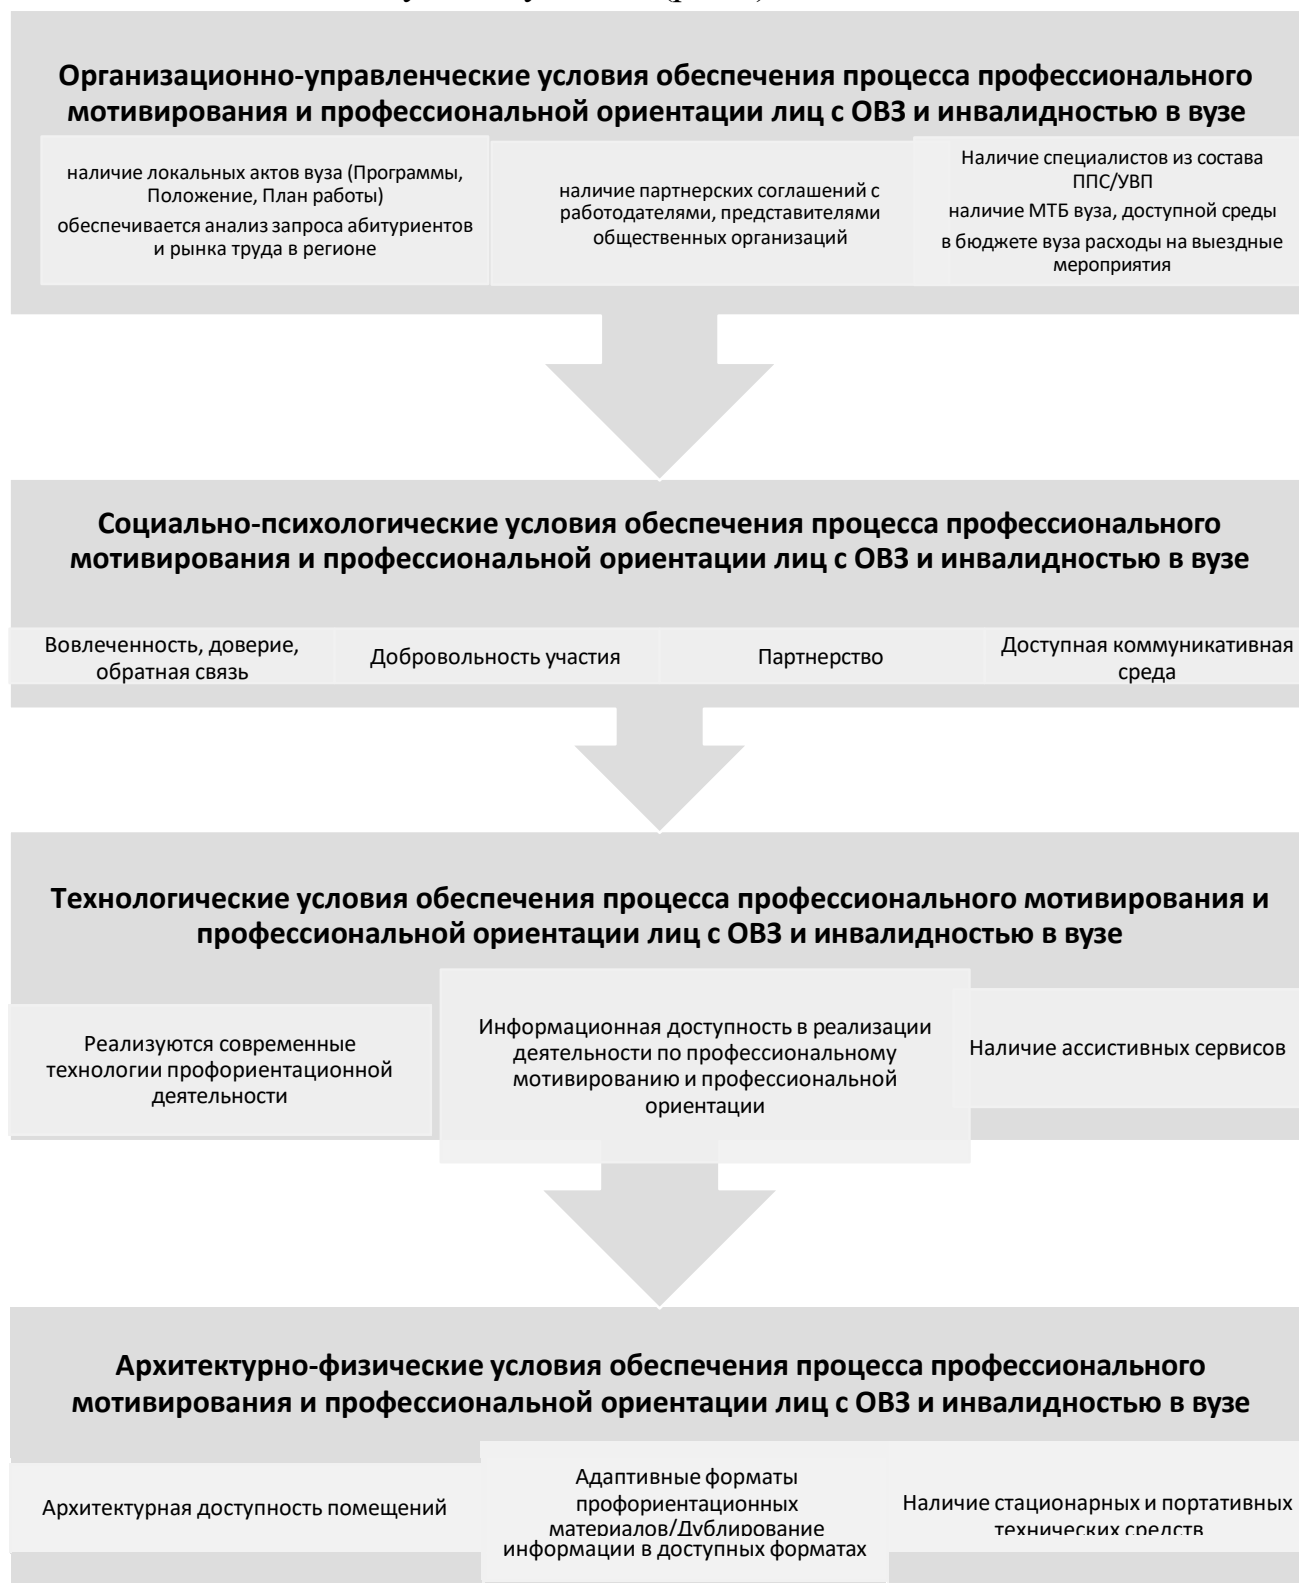 Организационно-управленческие условия обеспечения процесса профессионального
мотивирования и профессиональной ориентации лиц с ОВЗ и инвалидностью в вузе
наличие локальных актов вуза (Программы,
Положение, План работы)
обеспечивается анализ запроса абитуриентов
и рынка труда в регионе
наличие партнерских соглашений с
работодателями, представителями
общественных организаций
Наличие специалистов из состава
ППС/УВП
наличие МТБ вуза, доступной среды
в бюджете вуза расходы на выездные
мероприятия
Социально-психологические условия обеспечения процесса профессионального
мотивирования и профессиональной ориентации лиц с ОВЗ и инвалидностью в вузе
Вовлеченность, доверие,
обратная связь
Добровольность участия
Партнерство
Доступная коммуникативная
среда
Технологические условия обеспечения процесса профессионального мотивирования и
профессиональной ориентации лиц с ОВЗ и инвалидностью в вузе
Реализуются современные
технологии профориентационной
деятельности
Информационная доступность в реализации
деятельности по профессиональному
мотивированию и профессиональной
ориентации
Наличие ассистивных сервисов
Архитектурно-физические условия обеспечения процесса профессионального
мотивирования и профессиональной ориентации лиц с ОВЗ и инвалидностью в вузе
Архитектурная доступность помещений
Адаптивные форматы
профориентационных
материалов/Дублирование
информации в доступных форматах
Наличие стационарных и портативных
технических средств